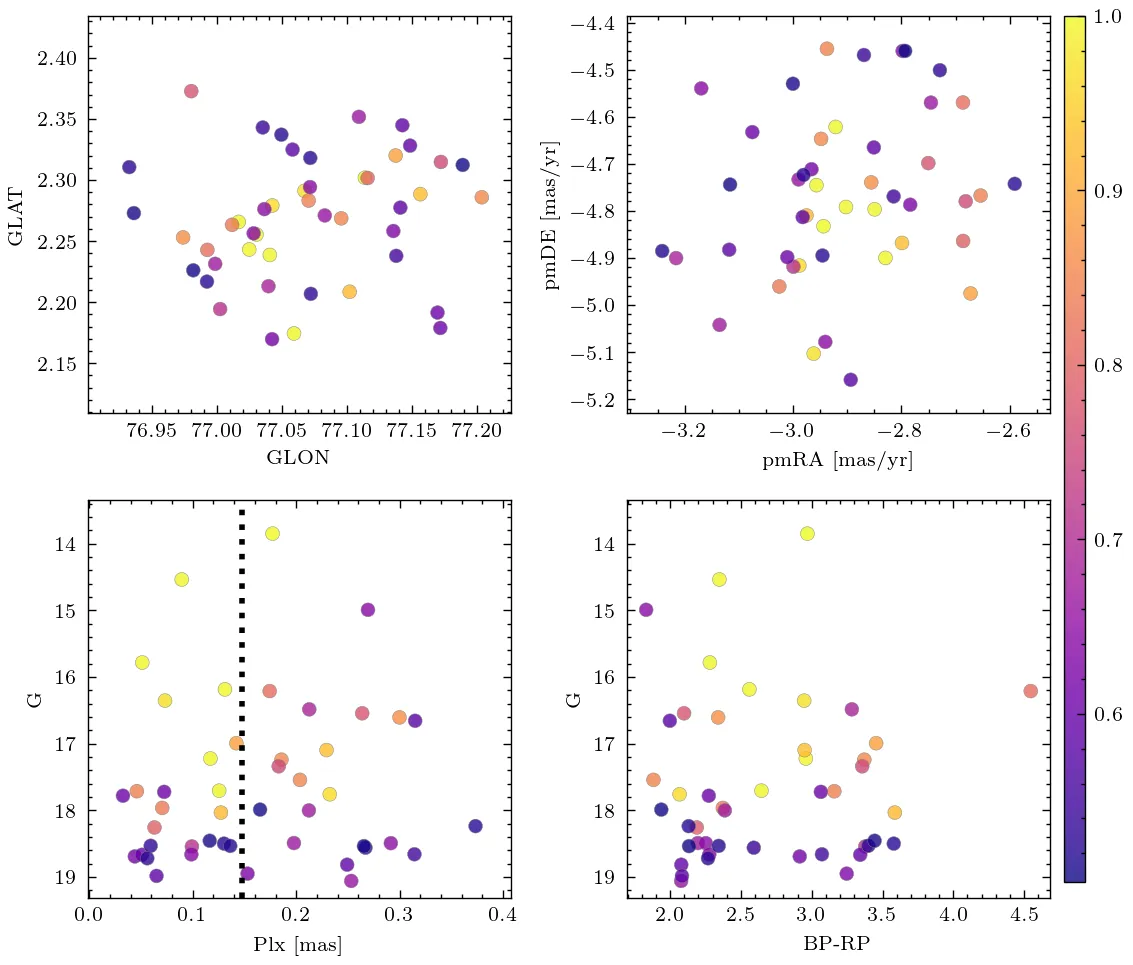 2.40
2.35
2.30
2.25
2.20
2.15
GLAT
76.95 77.00 77.05 77.10 77.15 77.20
GLON
−4.4
−4.5
−4.6
−4.7
−4.8
−4.9
−5.0
−5.1
−5.2
pmDE [mas/yr]
−3.2 −3.0 −2.8 −2.6
pmRA [mas/yr]
1.0
0.9
0.8
0.7
0.6
14
15
16
17
18
19
G
0.0 0.1 0.2 0.3 0.4
Plx [mas]
14
15
16
17
18
19
G
2.0 2.5 3.0 3.5 4.0 4.5
BP-RP